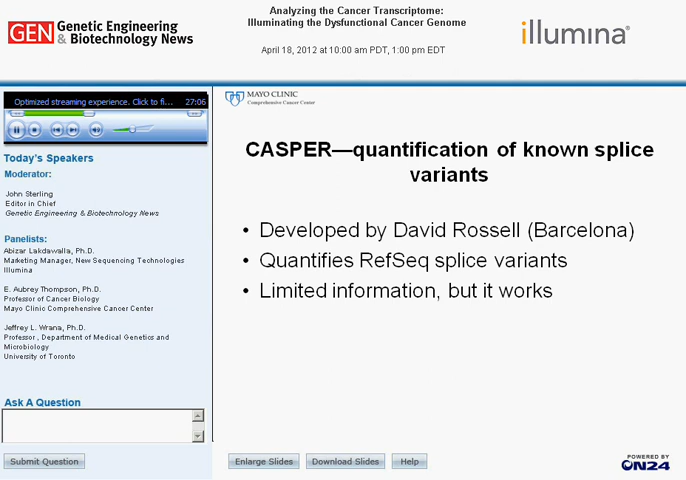 GEN Genetic Engineering
& Biotechnology News
Analyzing the Cancer Transcriptome:
Illuminating the Dysfunctional Cancer Genome
April 18, 2012 at 10:00 am PDT, 1:00 pm EDT
illumina®
Optimized streaming experience. Click to fi... 27:06
Today's Speakers
Moderator:
John Sterling
Editor in Chief
Genetic Engineering & Biotechnology News
Panelists:
Abizar Lakdawalla, Ph.D.
Marketing Manager, New Sequencing Technologies
Illumina
E. Aubrey Thompson, Ph.D.
Professor of Cancer Biology
Mayo Clinic Comprehensive Cancer Center
Jeffrey L. Wrana, Ph.D.
Professor , Department of Medical Genetics and
Microbiology
University of Toronto
Ask A Question
Submit Question
MAYO CLINIC
Comprehensive Cancer Center
CASPER—quantification of known splice
variants
• Developed by David Rossell (Barcelona)
• Quantifies RefSeq splice variants
• Limited information, but it works
Enlarge Slides
Download Slides
Help
POWERED BY
ON24